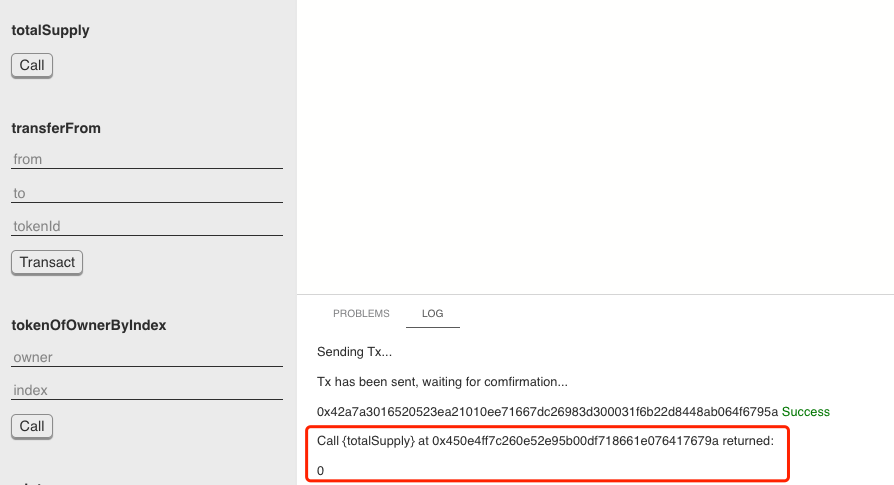 totalSupply
Call
transferFrom
from
to
tokenId
Transact
tokenOfOwnerByIndex
owner
index
Call
PROBLEMS LOG
Sending Tx...
Tx has been sent, waiting for comfirmation...
0x42a7a3016520523ea21010ee71667dc26983d300031f6b22d8448ab064f6795a Success
Call {totalSupply} at 0x450e4ff7c260e52e95b00df718661e076417679a returned:
0